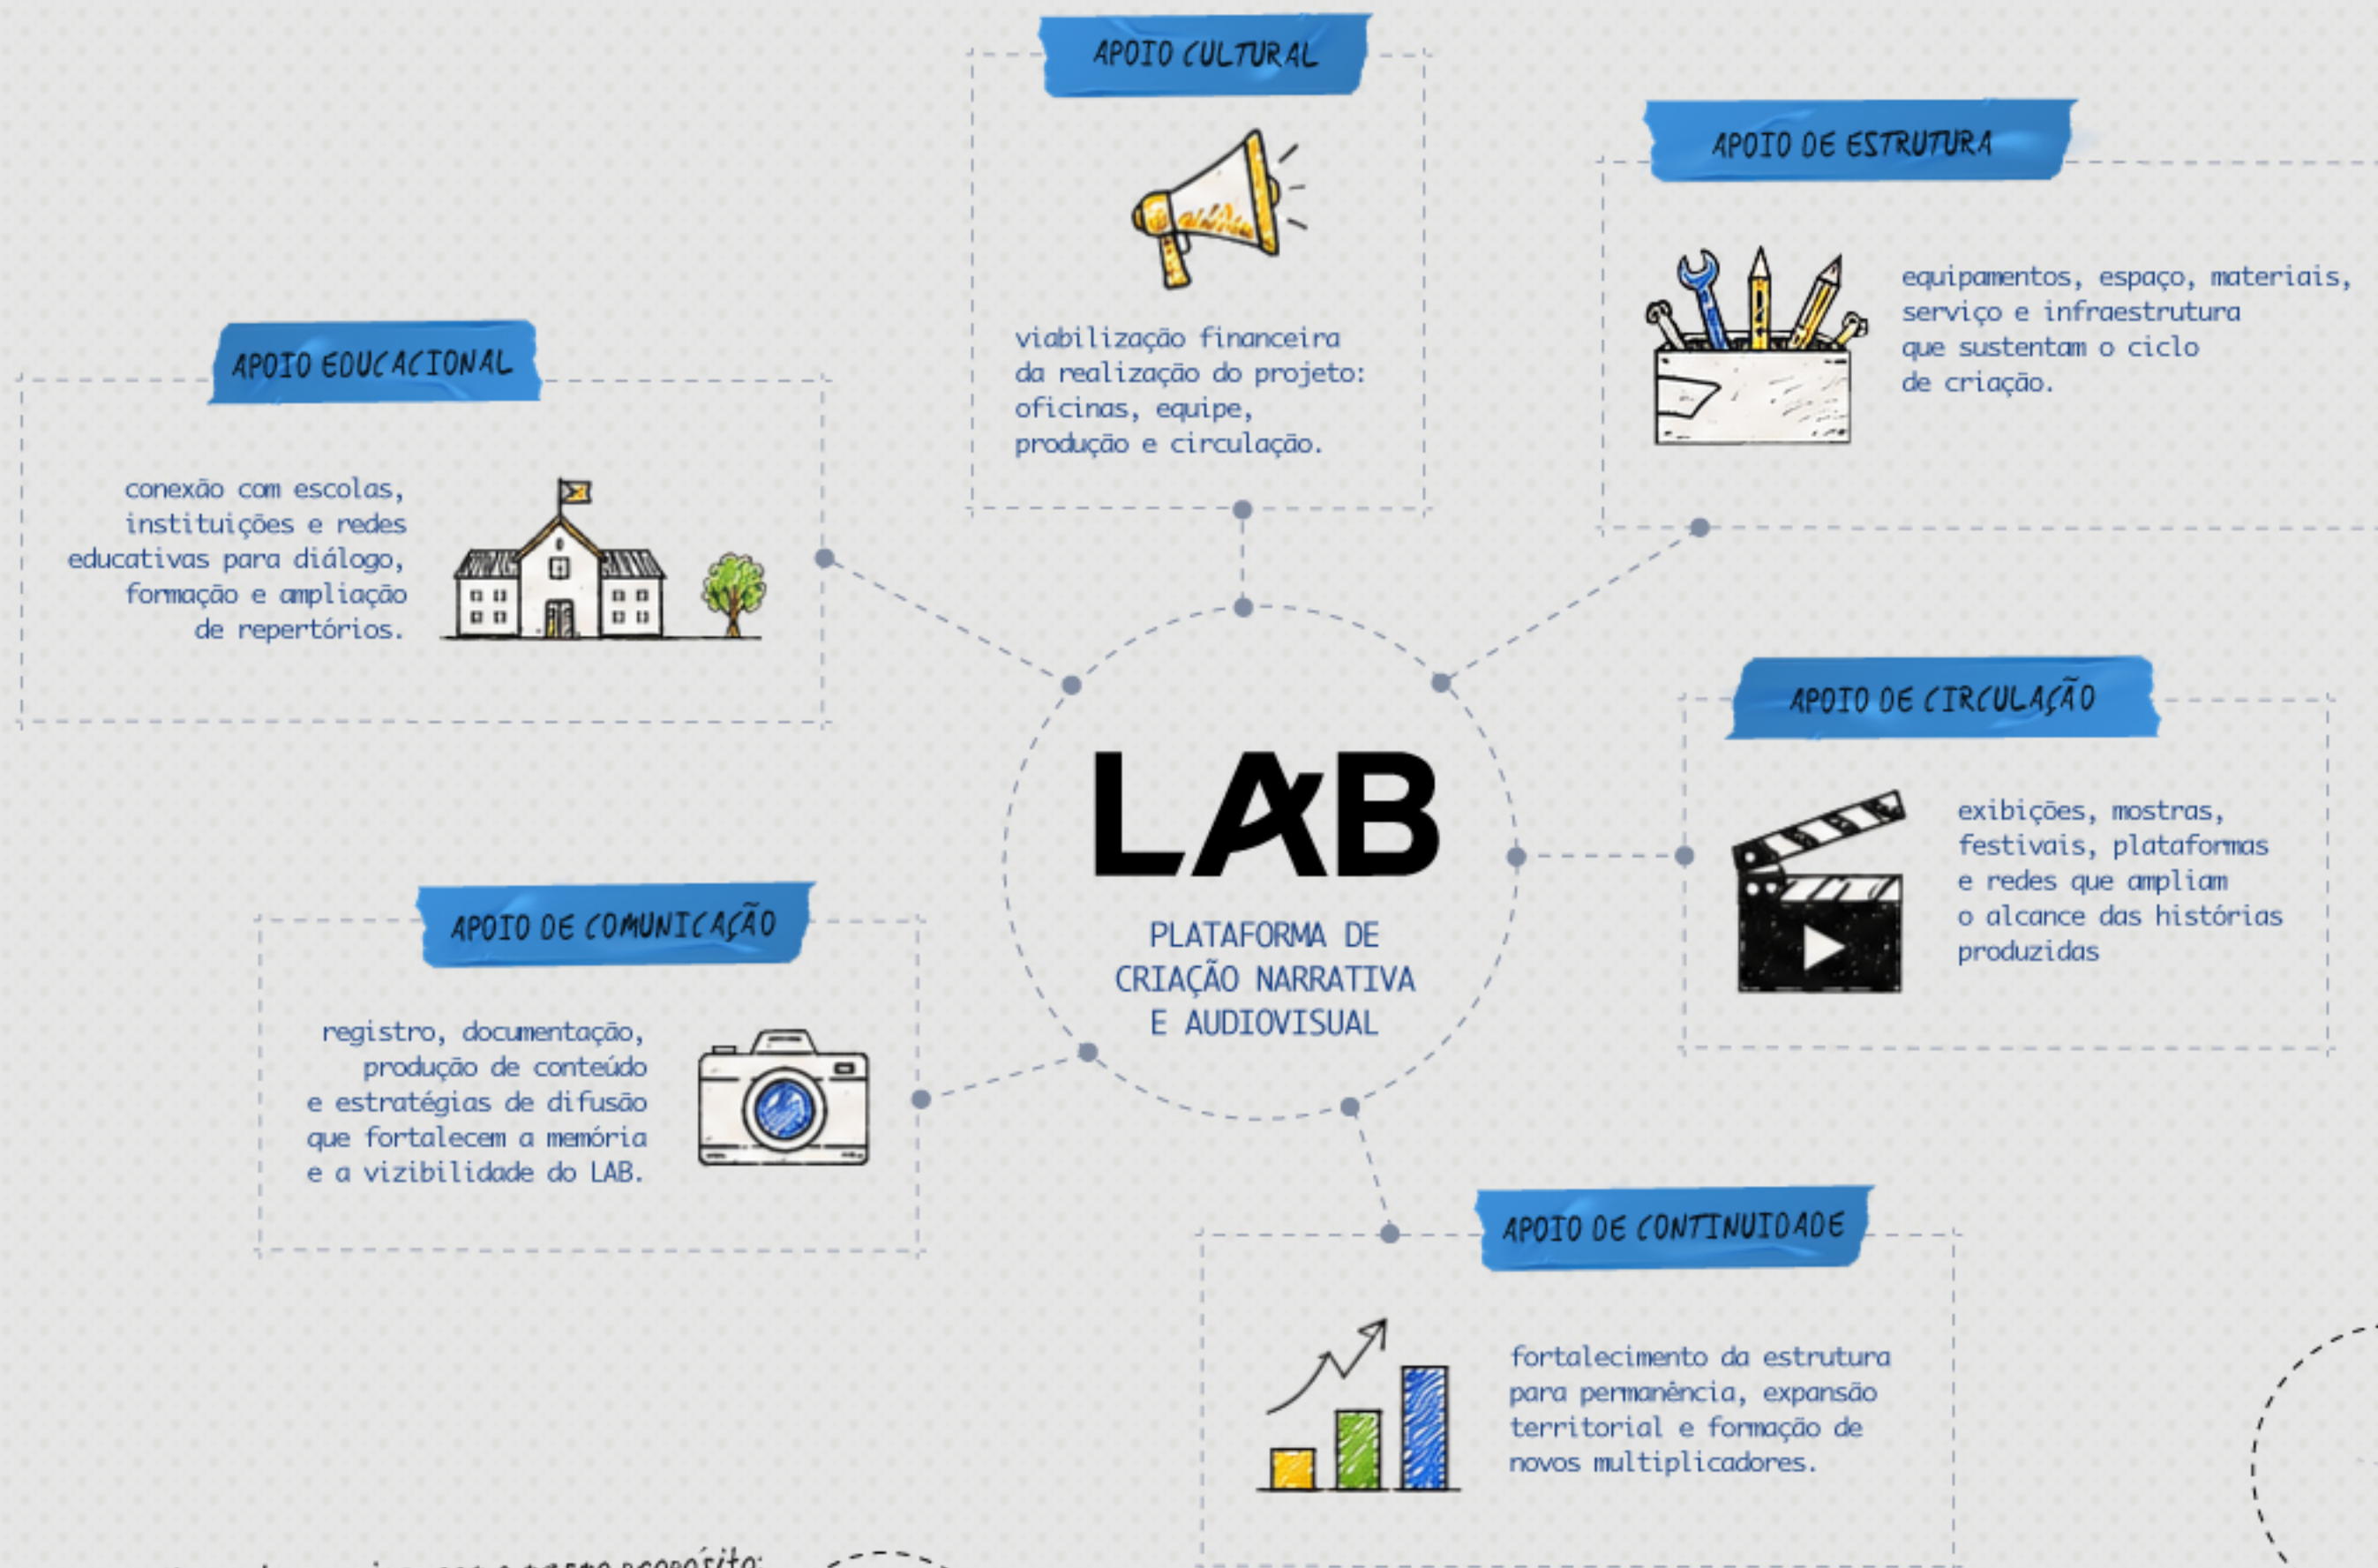 APOIO CULTURAL
viabilização financeira
da realização do projeto:
oficinas, equipe,
produção e circulação.
APOIO DE ESTRUTURA
equipamentos, espaço, materiais,
serviço e infraestrutura
que sustentam o ciclo
de criação.
APOIO EDUCACIONAL
conexão com escolas,
instituições e redes
educativas para diálogo,
formação e ampliação
de repertórios.
LAB
PLATAFORMA DE
CRIAÇÃO NARRATIVA
E AUDIOVISUAL
APOIO DE CIRCULAÇÃO
exibições, mostras,
festivais, plataformas
e redes que ampliam
o alcance das histórias
produzidas
APOIO DE COMUNICAÇÃO
registro, documentação,
produção de conteúdo
e estratégias de difusão
que fortalecem a memória
e a vizibilidade do LAB.
APOIO DE CONTINUIDADE
fortalecimento da estrutura
para permanência, expansão
territorial e formação de
novos multiplicadores.
propósito: